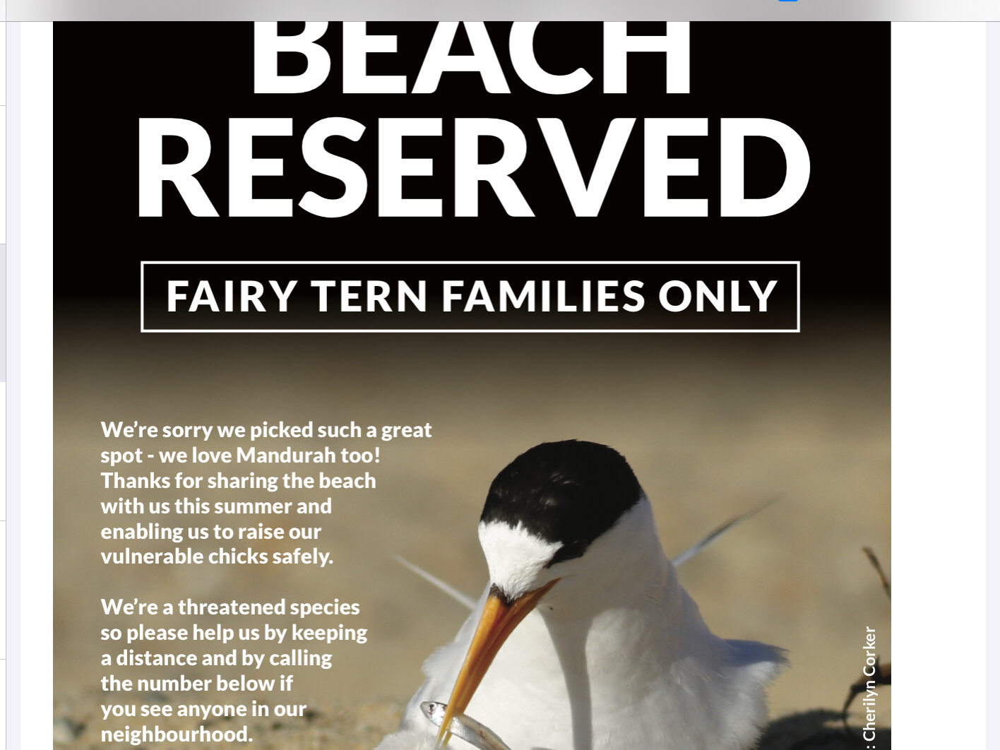 BEACH
RESERVED
FAIRY TERN FAMILIES ONLY
We're sorry we picked such a great
spot - we love Mandurah too!
Thanks for sharing the beach
with us this summer and
enabling us to raise our
vulnerable chicks safely.
We're a threatened species
so please help us by keeping
a distance and by calling
the number below if
you see anyone in our
neighbourhood.
: Cherilyn Corker